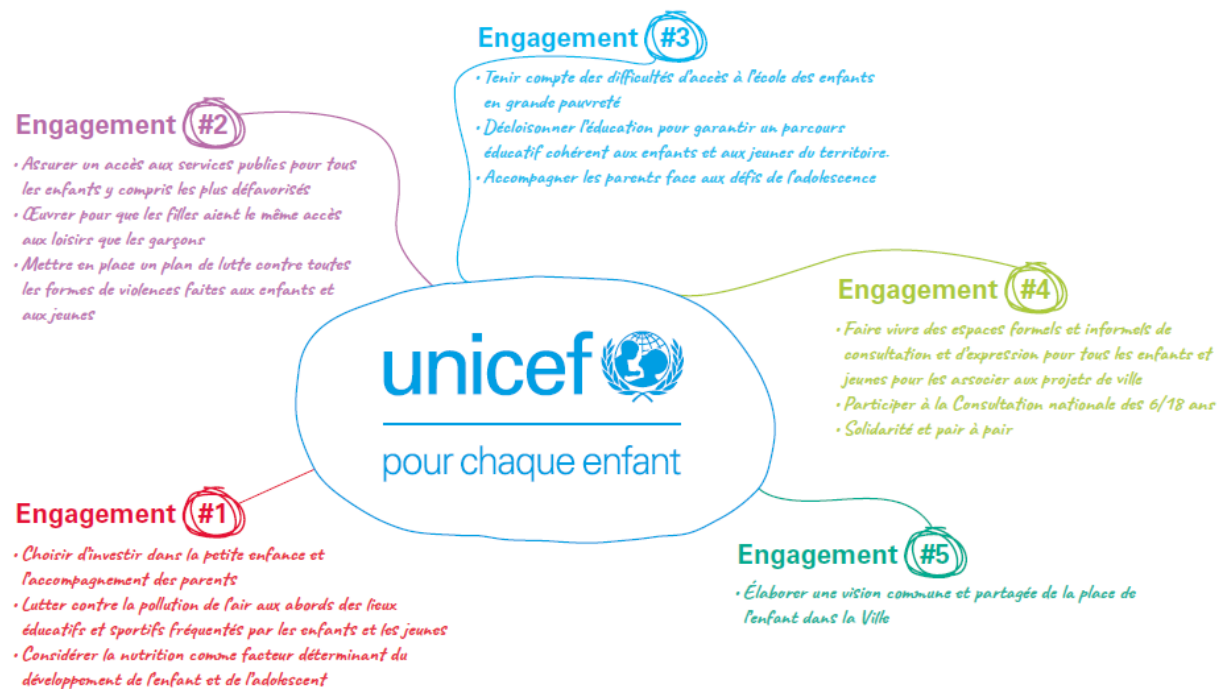 Engagement #3
• Tenir compte des difficultés d'accès à l'école des enfants
en grande pauvreté
• Décloisonner l'éducation pour garantir un parcours
éducatif cohérent aux enfants et aux jeunes du territoire.
• Accompagner les parents face aux défis de l'adolescence
Engagement #2
• Assurer un accès aux services publics pour tous
les enfants y compris les plus défavorisés
• Œuvrer pour que les filles aient le même accès
aux loisirs que les garçons
• Mettre en place un plan de lutte contre toutes
les formes de violences faites aux enfants et
aux jeunes
Engagement #4
• Faire vivre des espaces formels et informels de
consultation et d'expression pour tous les enfants et
jeunes pour les associer aux projets de ville
• Participer à la Consultation nationale des 6/18 ans
• Solidarité et pair à pair
unicef
pour chaque enfant
Engagement #1
• Choisir d'investir dans la petite enfance et
l'accompagnement des parents
• Lutter contre la pollution de l'air aux abords des lieux
éducatifs et sportifs fréquentés par les enfants et les jeunes
• Considérer la nutrition comme facteur déterminant du
développement de l'enfant et de l'adolescent
Engagement #5
• Élaborer une vision commune et partagée de la place de
l'enfant dans la Ville